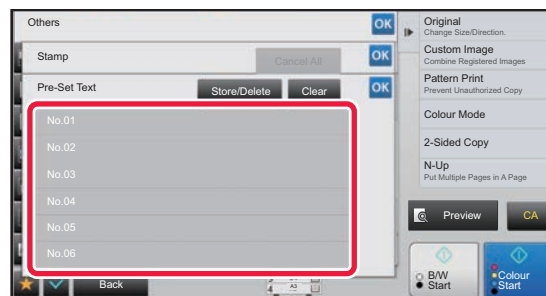 Others
OK
Stamp
Cancel All
OK
Pre-Set Text
Store/Delete
Clear
OK
No.01
No.02
No.03
No.04
No.05
No.06
Back
4
A3
Original
Change Size/Direction.
Custom Image
Combine Registered Images
Pattern Print
Prevent Unauthorized Copy
Colour Mode
2-Sided Copy
N-Up
Put Multiple Pages in A Page
Preview
CA
B/W
Start
Colour
Start